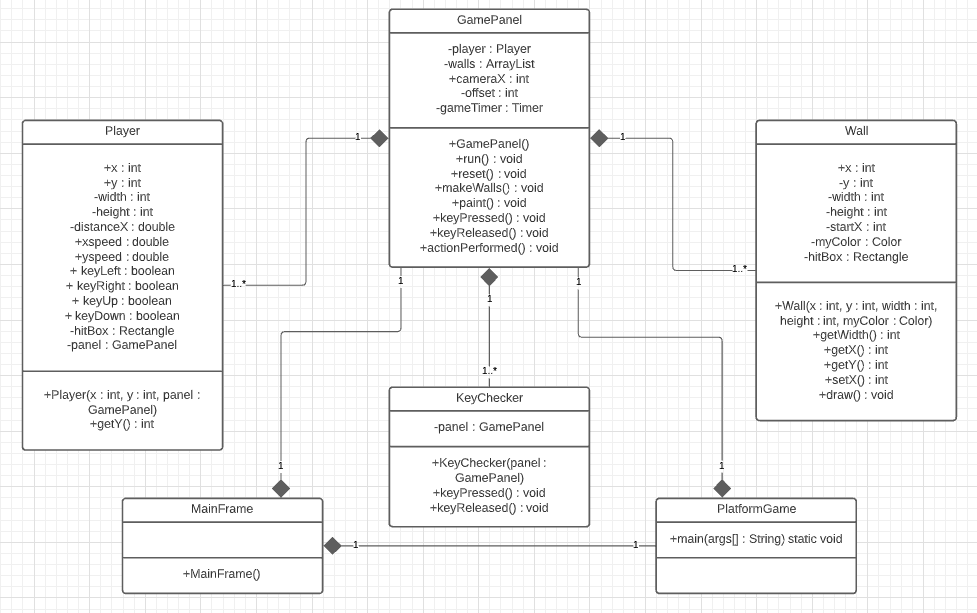 GamePanel
-player : Player
-walls : ArrayList
+cameraX : int
-offset : int
-gameTimer : Timer
+GamePanel()
+run() : void
+reset() : void
+makeWalls() : void
+paint() : void
+keyPressed() : void
+keyReleased() : void
+actionPerformed() : void
Player
+x : int
+y : int
-width : int
-height : int
-distanceX : double
+xspeed : double
+yspeed : double
+ keyLeft : boolean
+ keyRight : boolean
+ keyUp : boolean
+ keyDown : boolean
-hitBox : Rectangle
-panel : GamePanel
+Player(x : int, y : int, panel :
GamePanel)
+getY() : int
1
1..*
1
1..*
Wall
+x : int
-y : int
-width : int
-height : int
-startX : int
-myColor : Color
-hitBox : Rectangle
+Wall(x : int, y : int, width : int,
height : int, myColor : Color)
+getWidth() : int
+getX() : int
+getY() : int
+setX() : int
+draw() : void
1
1
1
1..*
KeyChecker
-panel : GamePanel
+KeyChecker(panel :
GamePanel)
+keyPressed() : void
+keyReleased() : void
1
1
MainFrame
+MainFrame()
1
1
PlatformGame
+main(args[] : String) static void